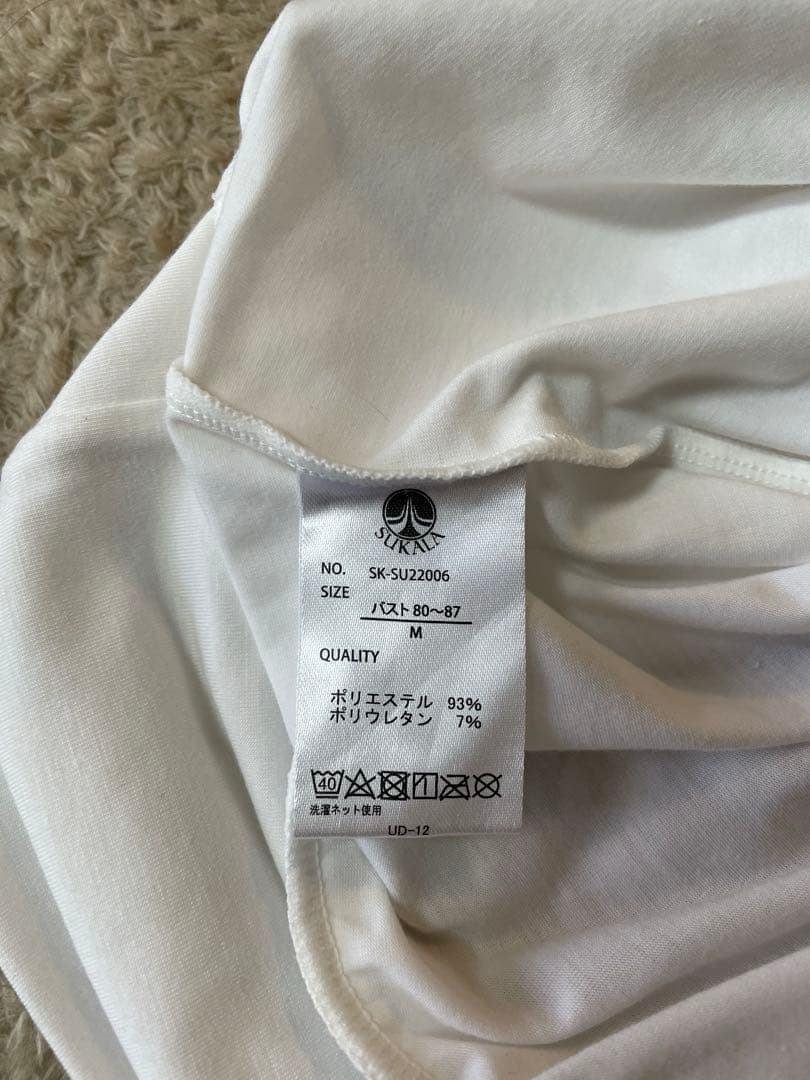 SUKALA
NO. SK-SU22006
SIZE
バスト 80〜87
M
QUALITY
ポリエステル 93%
ポリウレタン 7%
40
洗濯ネット使用
UD-12